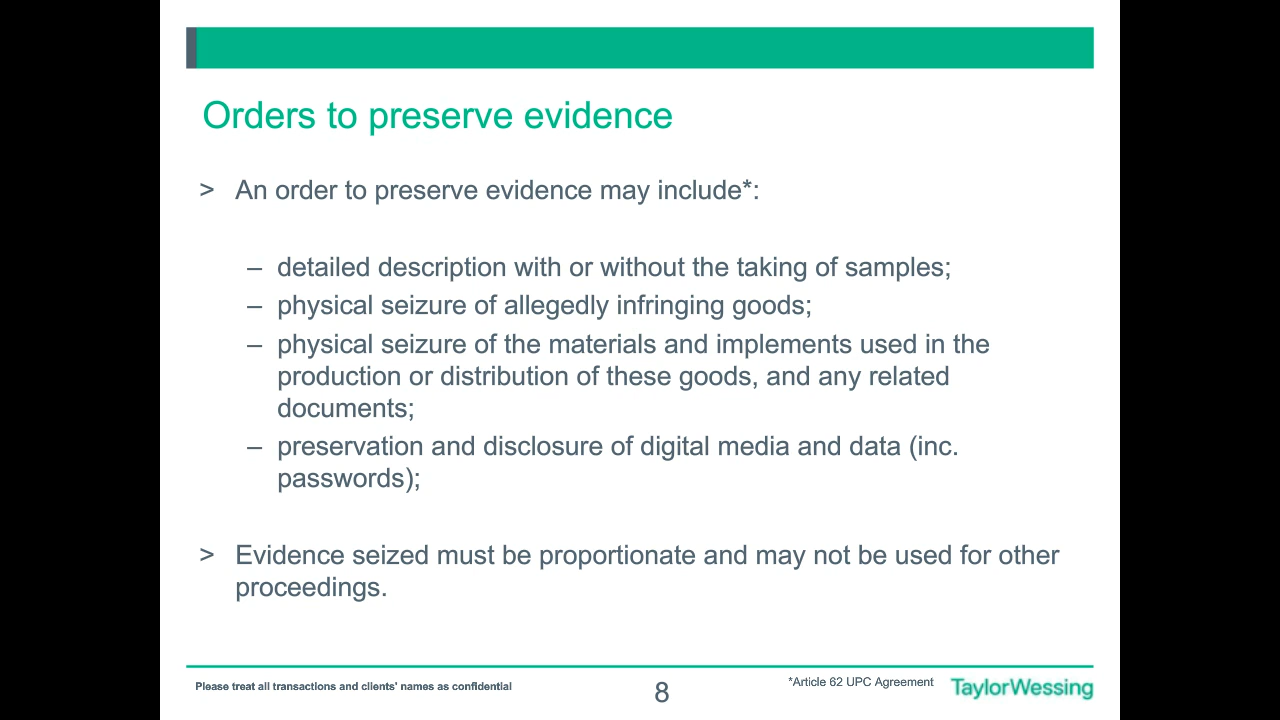 Orders to preserve evidence
> An order to preserve evidence may include*:
– detailed description with or without the taking of samples;
– physical seizure of allegedly infringing goods;
– physical seizure of the materials and implements used in the
production or distribution of these goods, and any related
documents;
– preservation and disclosure of digital media and data (inc.
passwords);
> Evidence seized must be proportionate and may not be used for other
proceedings.
Please treat all transactions and clients' names as confidential
8
*Article 62 UPC Agreement
TaylorWessing